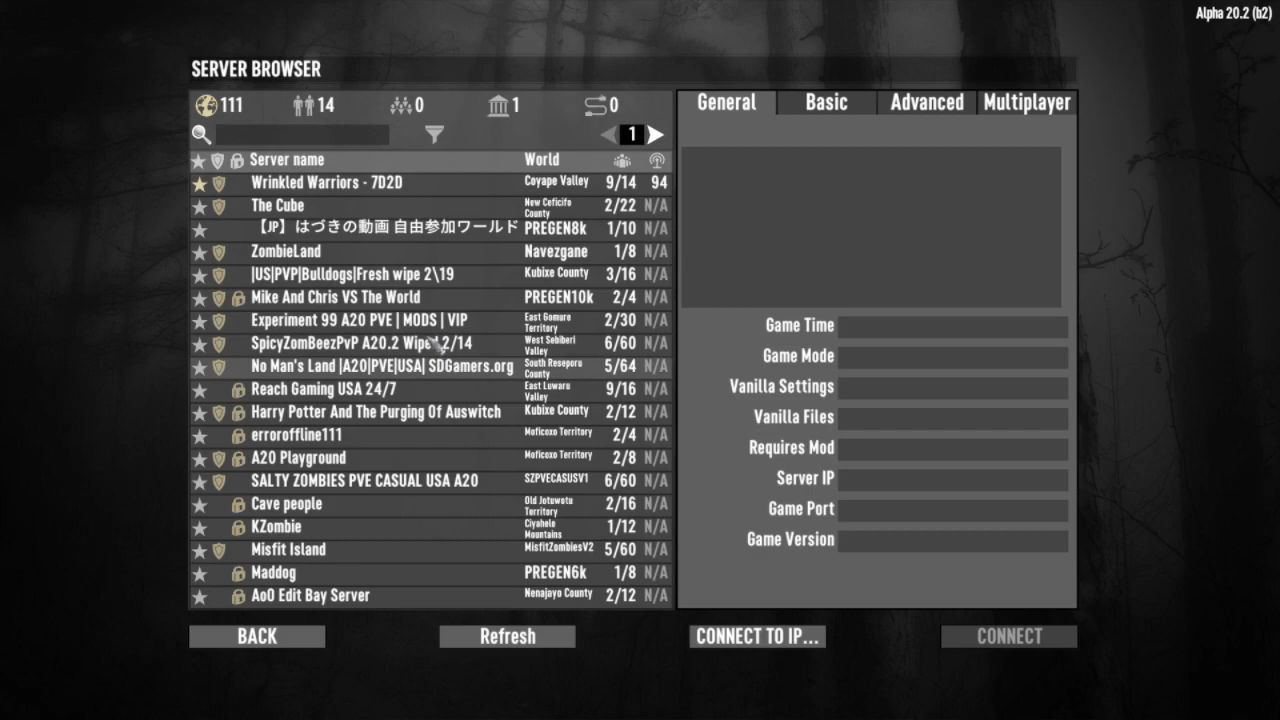 Alpha 20.2 (b2)
SERVER BROWSER
111 14 0 1 0
1
Server name World
Wrinkled Warriors - 7D2D Coyape Valley 9/14 94
The Cube New Ceficifo County 2/22 N/A
【JP】はづきの動画 自由参加ワールド PREGEN8k 1/10 N/A
ZombieLand Navezgane 1/8 N/A
|US|PVP|Bulldogs|Fresh wipe 2\19 Kubixe County 3/16 N/A
Mike And Chris VS The World PREGEN10k 2/4 N/A
Experiment 99 A20 PVE | MODS | VIP East Gomure Territory 2/30 N/A
SpicyZomBeezPvP A20.2 Wipe 2/14 West Sebiberi Valley 6/60 N/A
No Man's Land |A20|PVE|USA| SDGamers.org South Reseporu County 5/64 N/A
Reach Gaming USA 24/7 East Luwaru Valley 9/16 N/A
Harry Potter And The Purging Of Auswitch Kubixe County 2/12 N/A
erroroffline111 Moficoxo Territory 2/4 N/A
A20 Playground Moficoxo Territory 2/8 N/A
SALTY ZOMBIES PVE CASUAL USA A20 SZPVECASUSV1 6/60 N/A
Cave people Old Jotuwotu Territory 2/16 N/A
KZombie Ciyahele Mountains 1/12 N/A
Misfit Island MisfitZombiesV2 5/60 N/A
Maddog PREGEN6k 1/8 N/A
AoO Edit Bay Server Nenajayo County 2/12 N/A
General Basic Advanced Multiplayer
Game Time
Game Mode
Vanilla Settings
Vanilla Files
Requires Mod
Server IP
Game Port
Game Version
BACK Refresh CONNECT TO IP... CONNECT